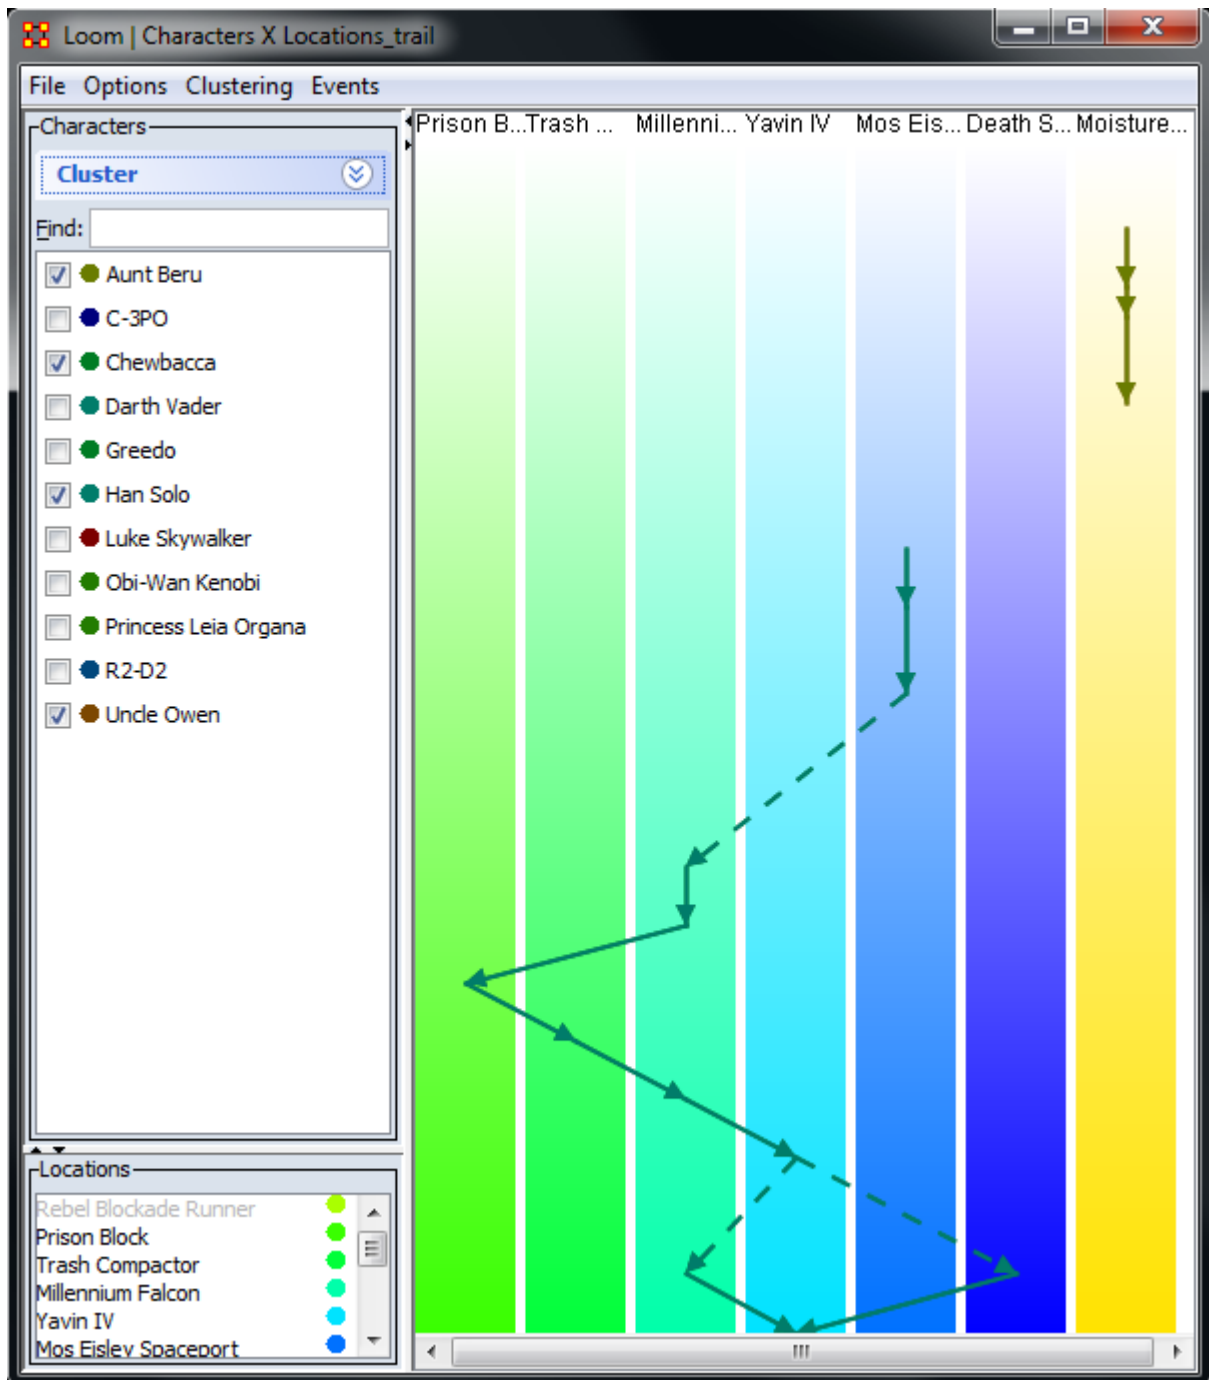 Loom | Characters X Locations_trail
File Options Clustering Events
Characters
Cluster
Find:
Aunt Beru
C-3PO
Chewbacca
Darth Vader
Greedo
Han Solo
Luke Skywalker
Obi-Wan Kenobi
Princess Leia Organa
R2-D2
Uncle Owen
Locations
Rebel Blockade Runner
Prison Block
Trash Compactor
Millennium Falcon
Yavin IV
Mos Eisley Spaceport
Prison B... Trash ... Millenni... Yavin IV Mos Eis... Death S... Moisture...